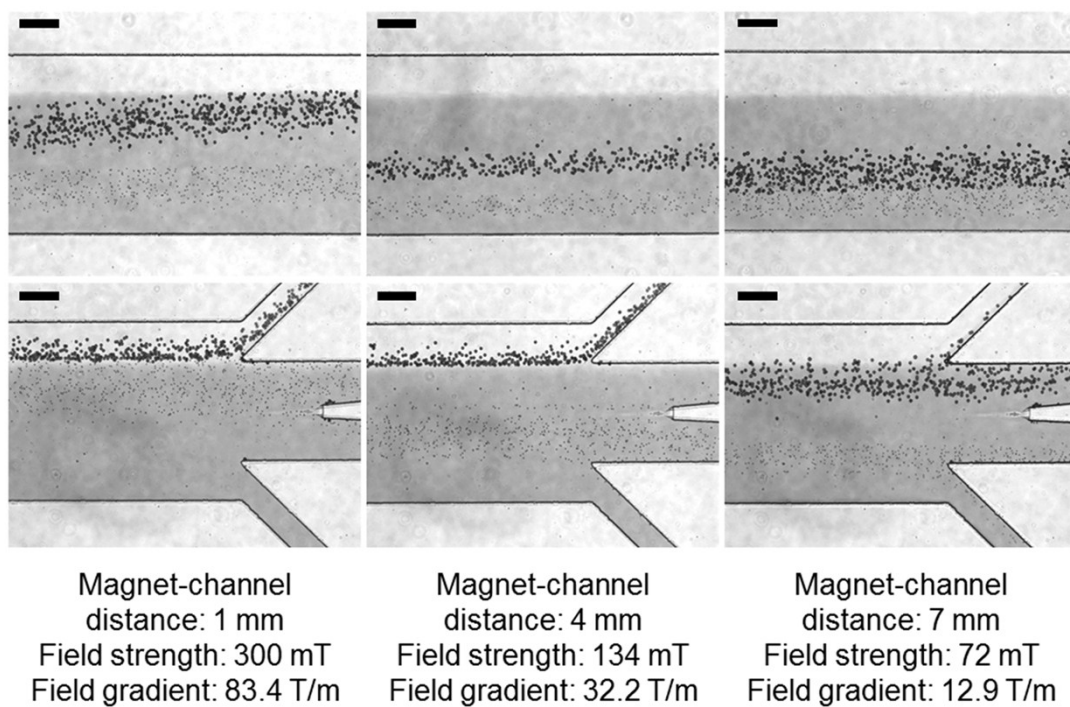 Magnet-channel
distance: 1 mm
Field strength: 300 mT
Field gradient: 83.4 T/m
Magnet-channel
distance: 4 mm
Field strength: 134 mT
Field gradient: 32.2 T/m
Magnet-channel
distance: 7 mm
Field strength: 72 mT
Field gradient: 12.9 T/m